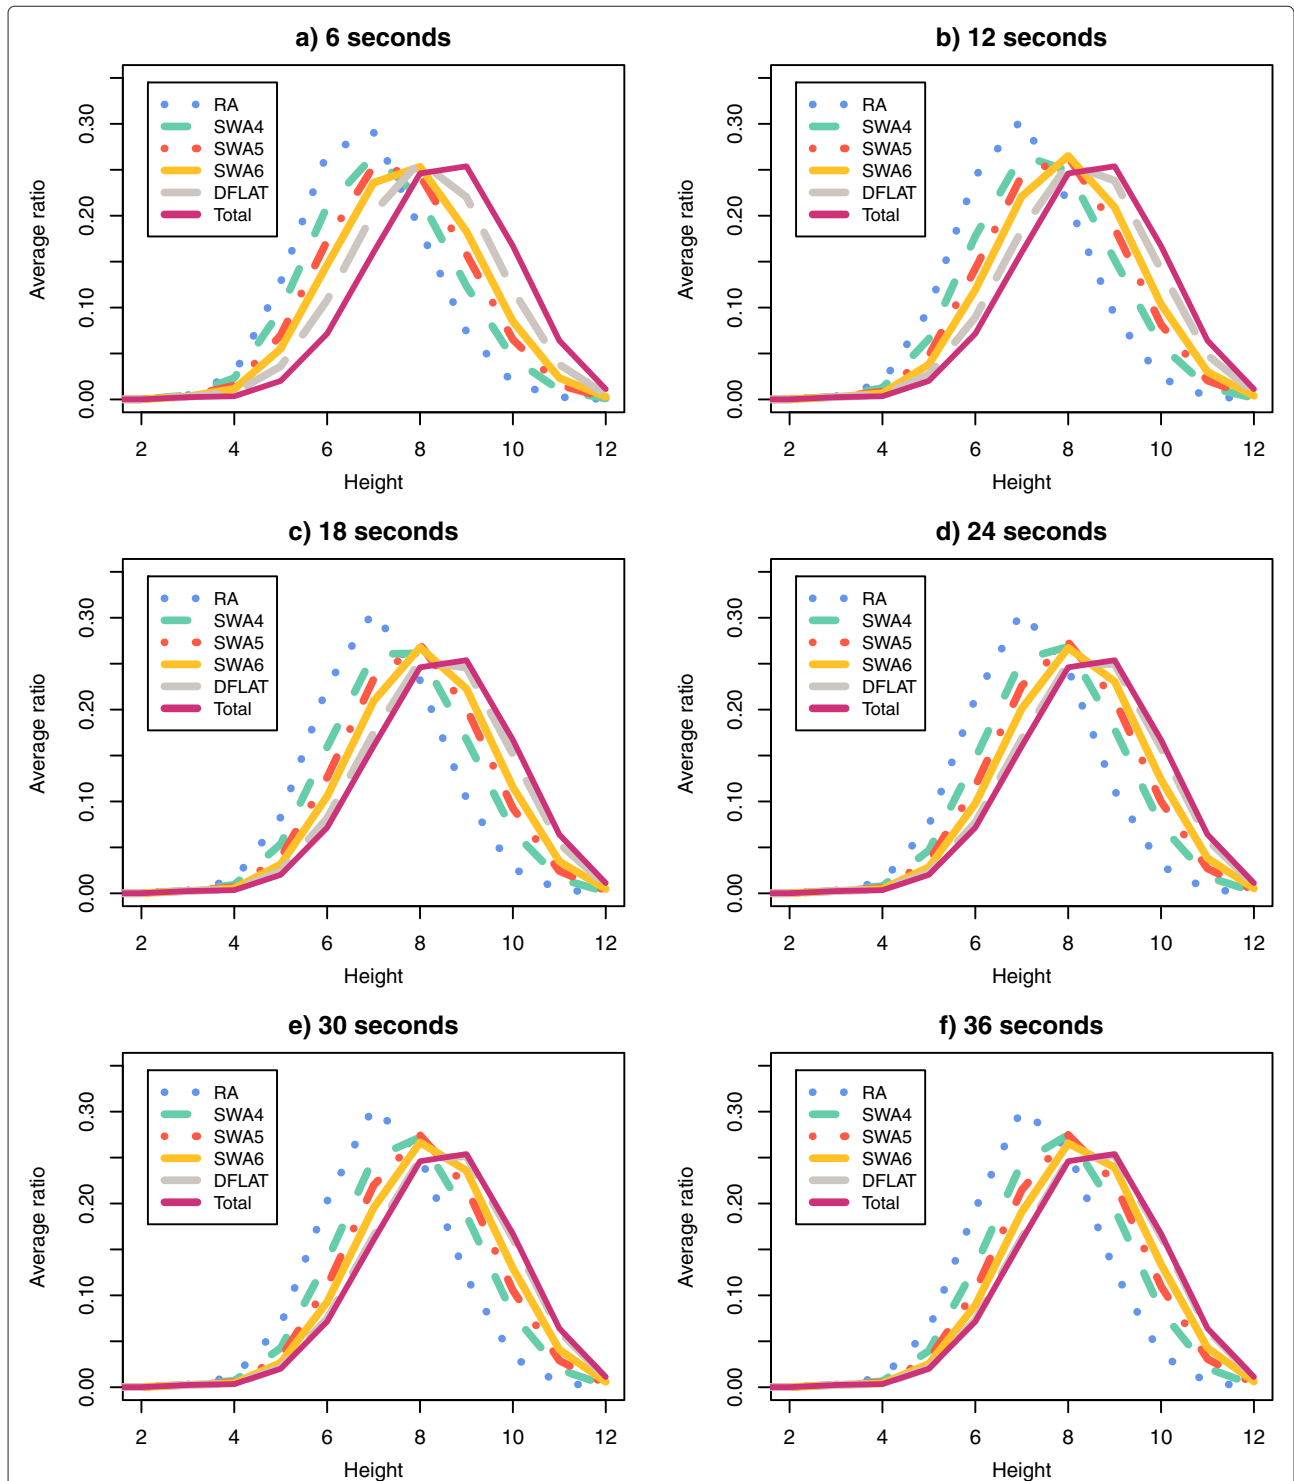 a) 6 seconds
Average ratio
0.00 0.10 0.20 0.30
RA
SWA4
SWA5
SWA6
DFLAT
Total
2 4 6 8 10 12
Height
b) 12 seconds
Average ratio
0.00 0.10 0.20 0.30
RA
SWA4
SWA5
SWA6
DFLAT
Total
2 4 6 8 10 12
Height
c) 18 seconds
Average ratio
0.00 0.10 0.20 0.30
RA
SWA4
SWA5
SWA6
DFLAT
Total
2 4 6 8 10 12
Height
d) 24 seconds
Average ratio
0.00 0.10 0.20 0.30
RA
SWA4
SWA5
SWA6
DFLAT
Total
2 4 6 8 10 12
Height
e) 30 seconds
Average ratio
0.00 0.10 0.20 0.30
RA
SWA4
SWA5
SWA6
DFLAT
Total
2 4 6 8 10 12
Height
f) 36 seconds
Average ratio
0.00 0.10 0.20 0.30
RA
SWA4
SWA5
SWA6
DFLAT
Total
2 4 6 8 10 12
Height